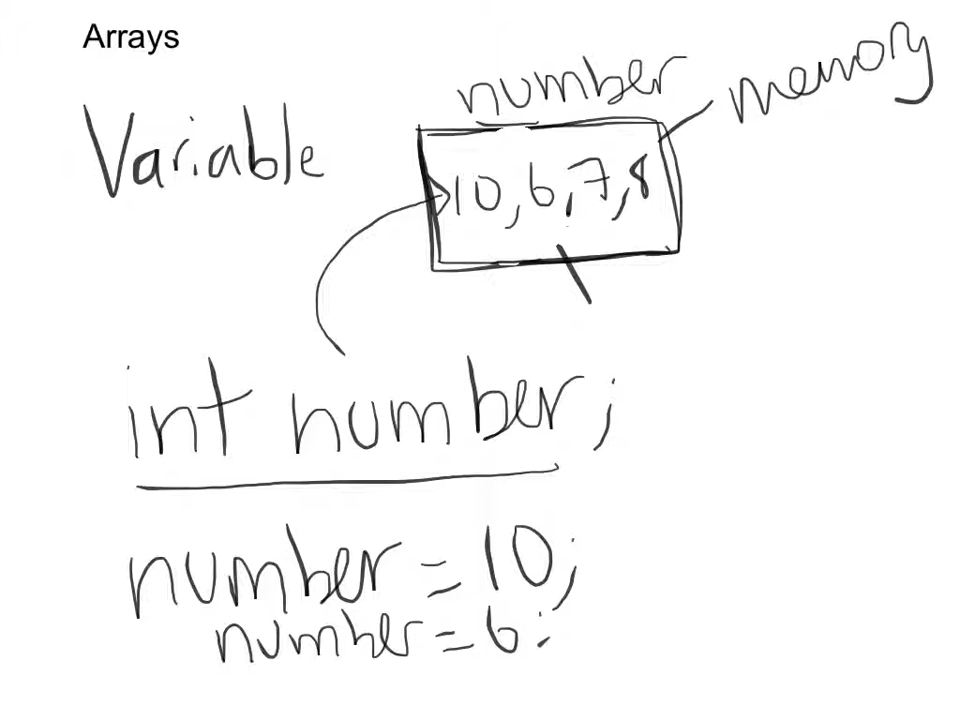 Arrays
number
memory
Variable
10,6,7,8
int number;
number=10;
number=6: